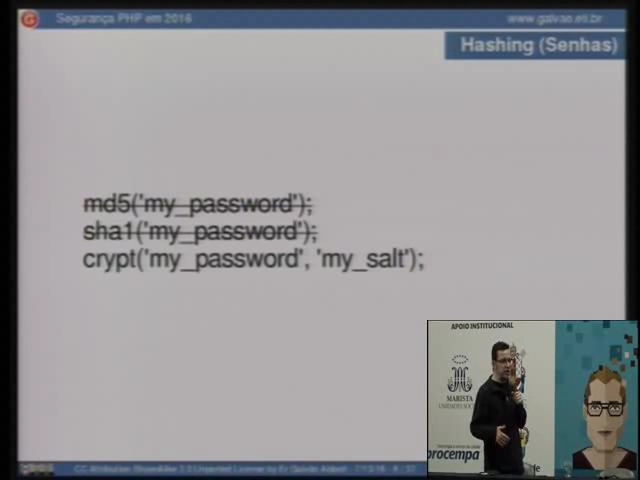 Segurança PHP em 2016
www.galvao.eti.br
Hashing (Senhas)
md5('my_password');
sha1('my_password');
crypt('my_password', 'my_salt');
APOIO INSTITUCIONAL
MARISTA
procempa